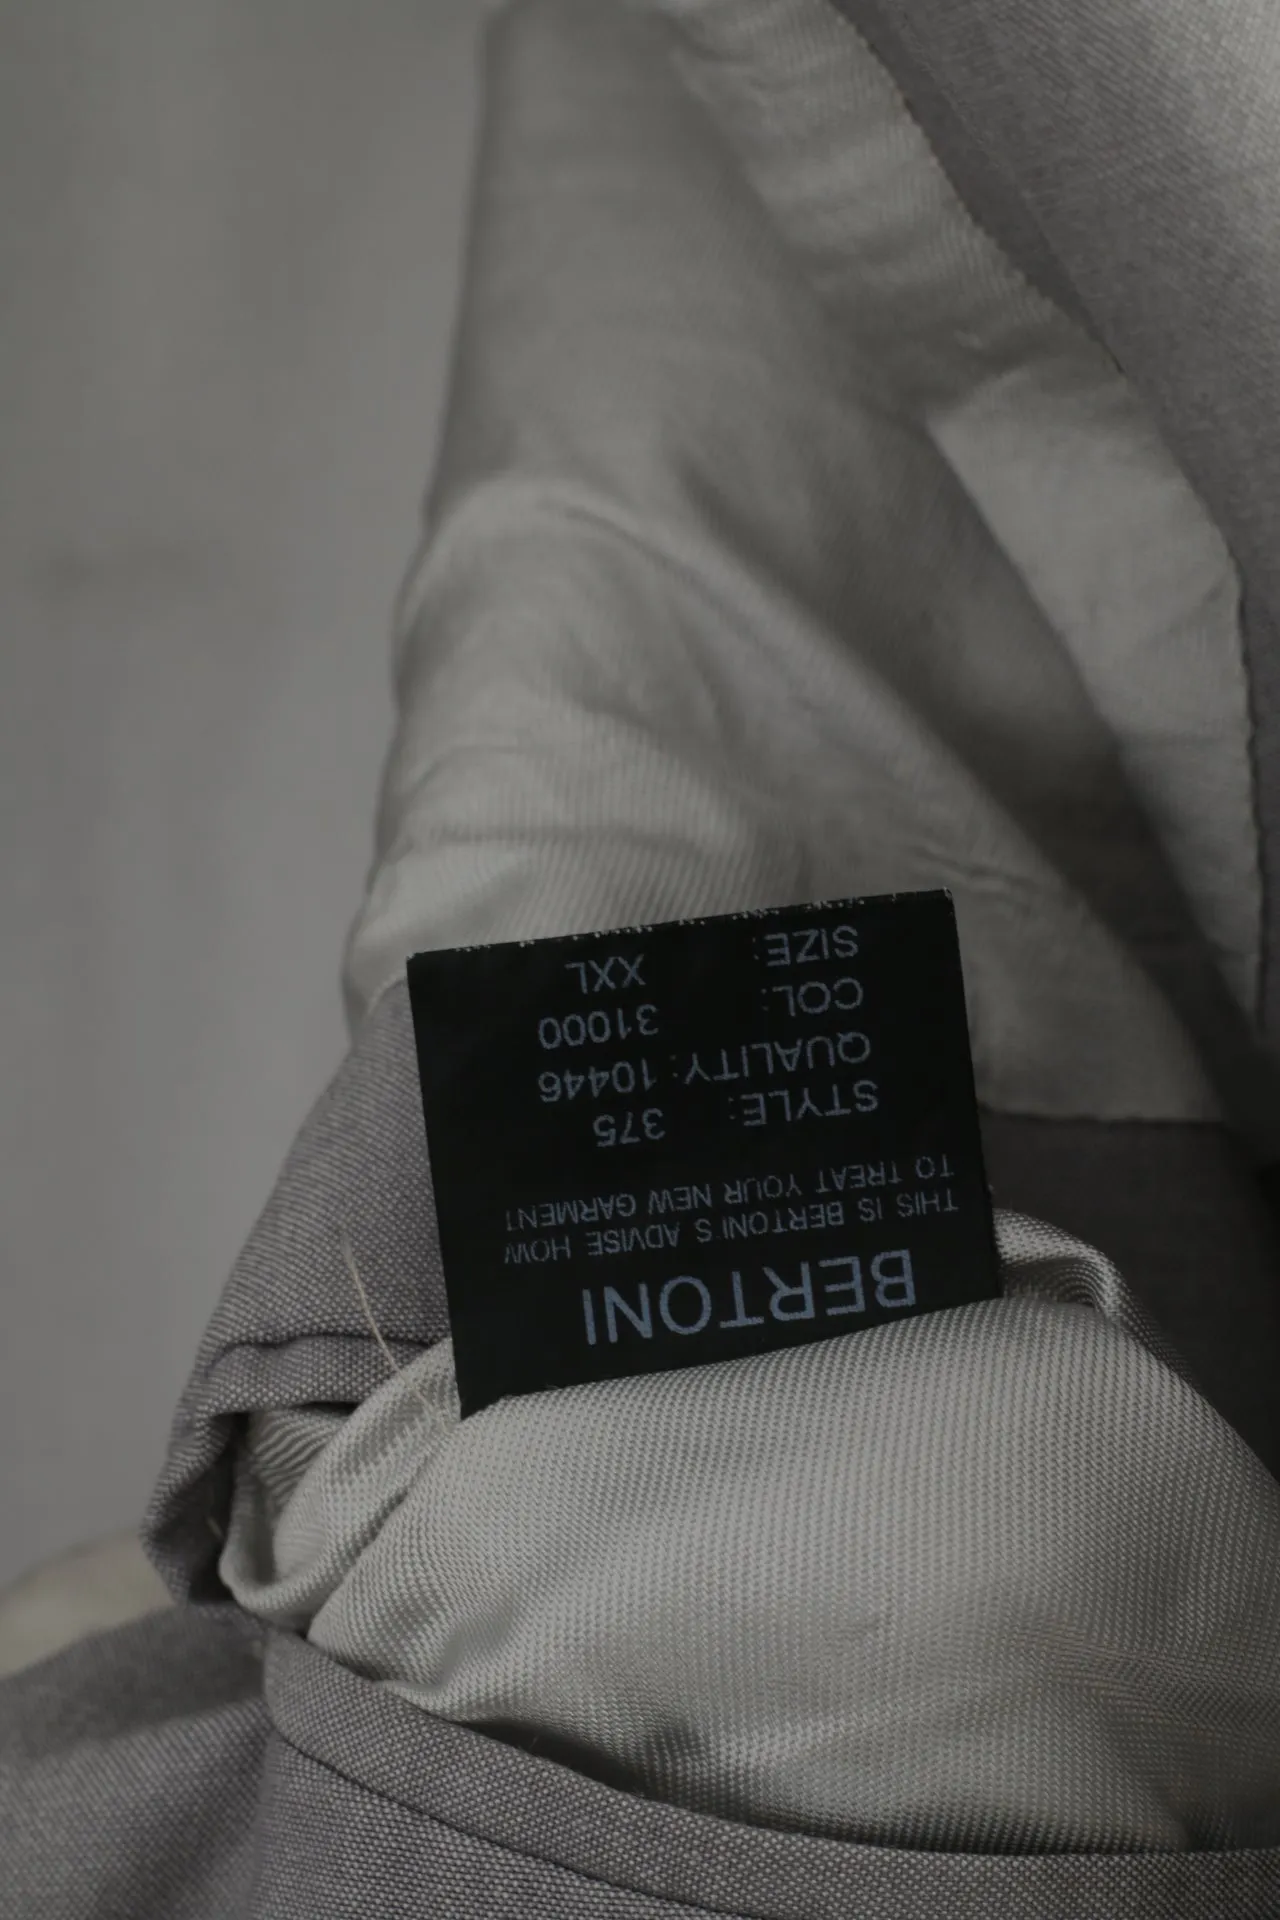 BERTONI
THIS IS BERTONI'S ADVISE HOW
TO TREAT YOUR NEW GARMENT
STYLE: 375
QUALITY: 10446
COL: 31000
SIZE: XXL